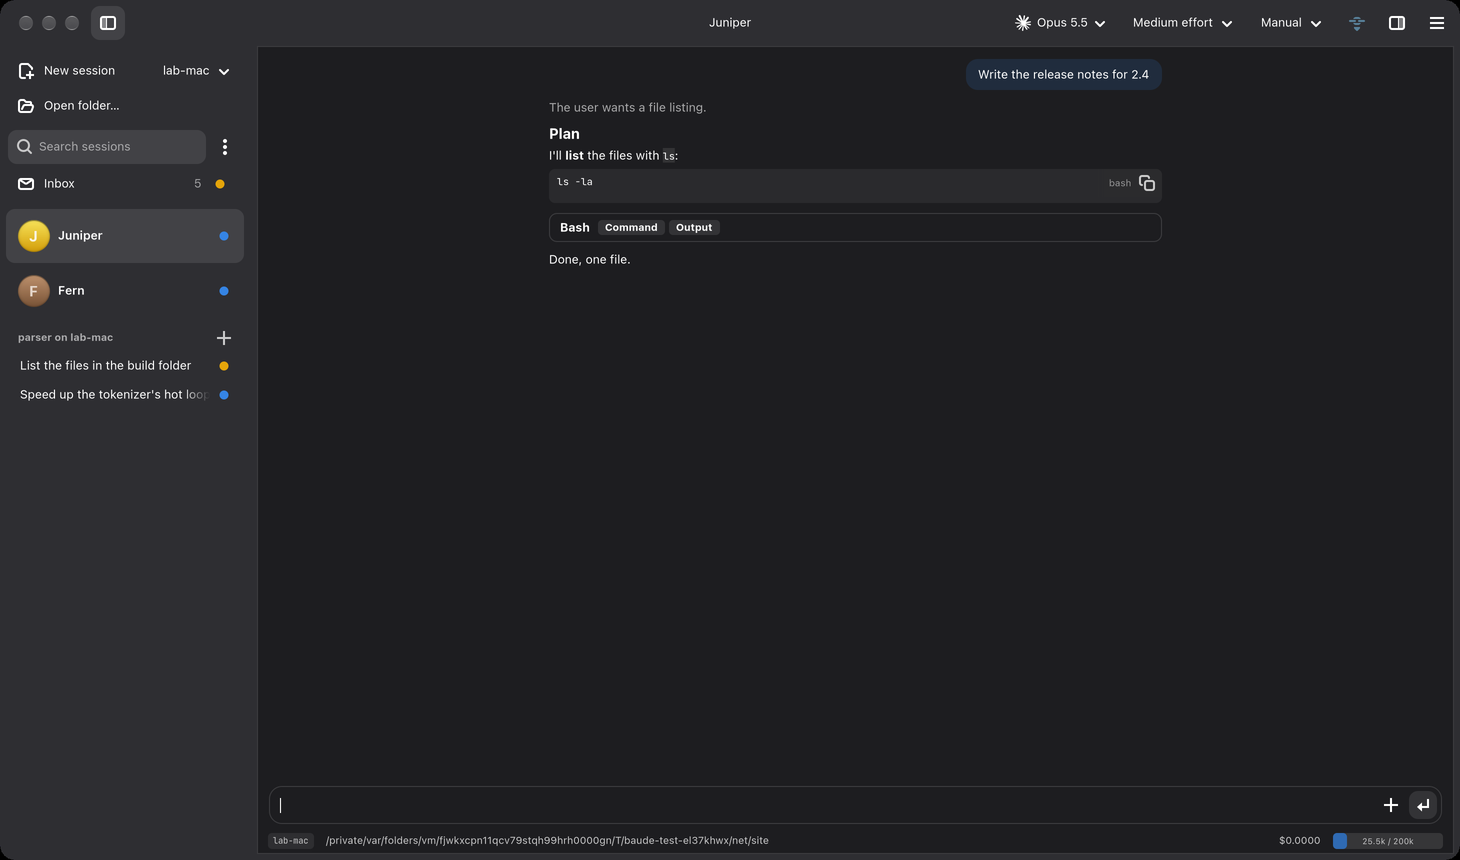 Juniper
Opus 5.5
Medium effort
Manual
New session
lab-mac
Open folder...
Search sessions
Inbox
5
J
Juniper
F
Fern
parser on lab-mac
List the files in the build folder
Speed up the tokenizer's hot loop
Write the release notes for 2.4
The user wants a file listing.
Plan
I'll list the files with ls:
ls -la
bash
Bash Command Output
Done, one file.
lab-mac
/private/var/folders/vm/fjwkxcpn11qcv79stqh99hrh0000gn/T/baude-test-el37khwx/net/site
$0.0000
25.5k / 200k